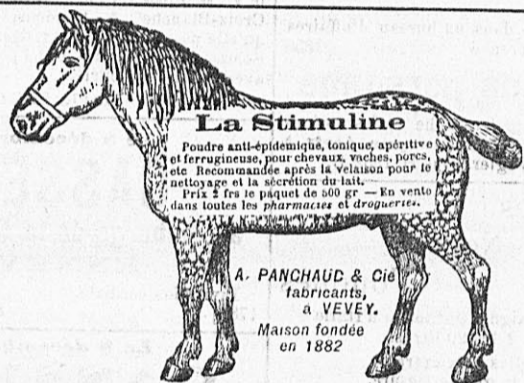 La Stimuline
Poudre anti-épidémique, tonique, apéritive
et ferrugineuse, pour chevaux, vaches, porcs,
etc Recommandée après la vêlaison pour le
nettoyage et la sécrétion du lait.
Prix 2 frs le paquet de 500 gr — En vente
dans toutes les pharmacies et drogueries.
A. PANCHAUD & Cie
fabricants,
à VEVEY.
Maison fondée
en 1882